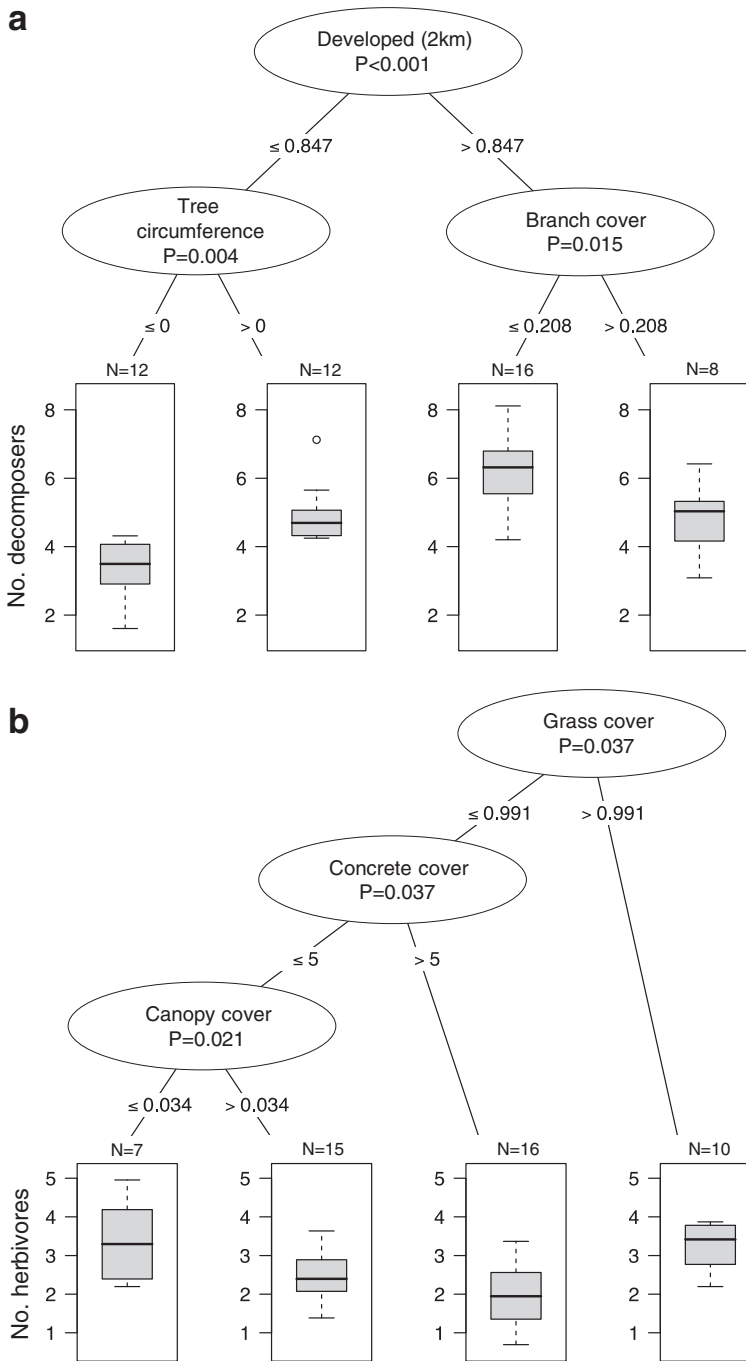 a
Developed (2km)
P<0.001
≤ 0.847
> 0.847
Tree
circumference
P=0.004
Branch cover
P=0.015
≤ 0
> 0
≤ 0.208
> 0.208
N=12
N=12
N=16
N=8
No. decomposers
8
6
4
2
8
6
4
2
8
6
4
2
8
6
4
2
b
Grass cover
P=0.037
≤ 0.991
> 0.991
Concrete cover
P=0.037
≤ 5
> 5
Canopy cover
P=0.021
≤ 0.034
> 0.034
N=7
N=15
N=16
N=10
No. herbivores
5
4
3
2
1
5
4
3
2
1
5
4
3
2
1
5
4
3
2
1